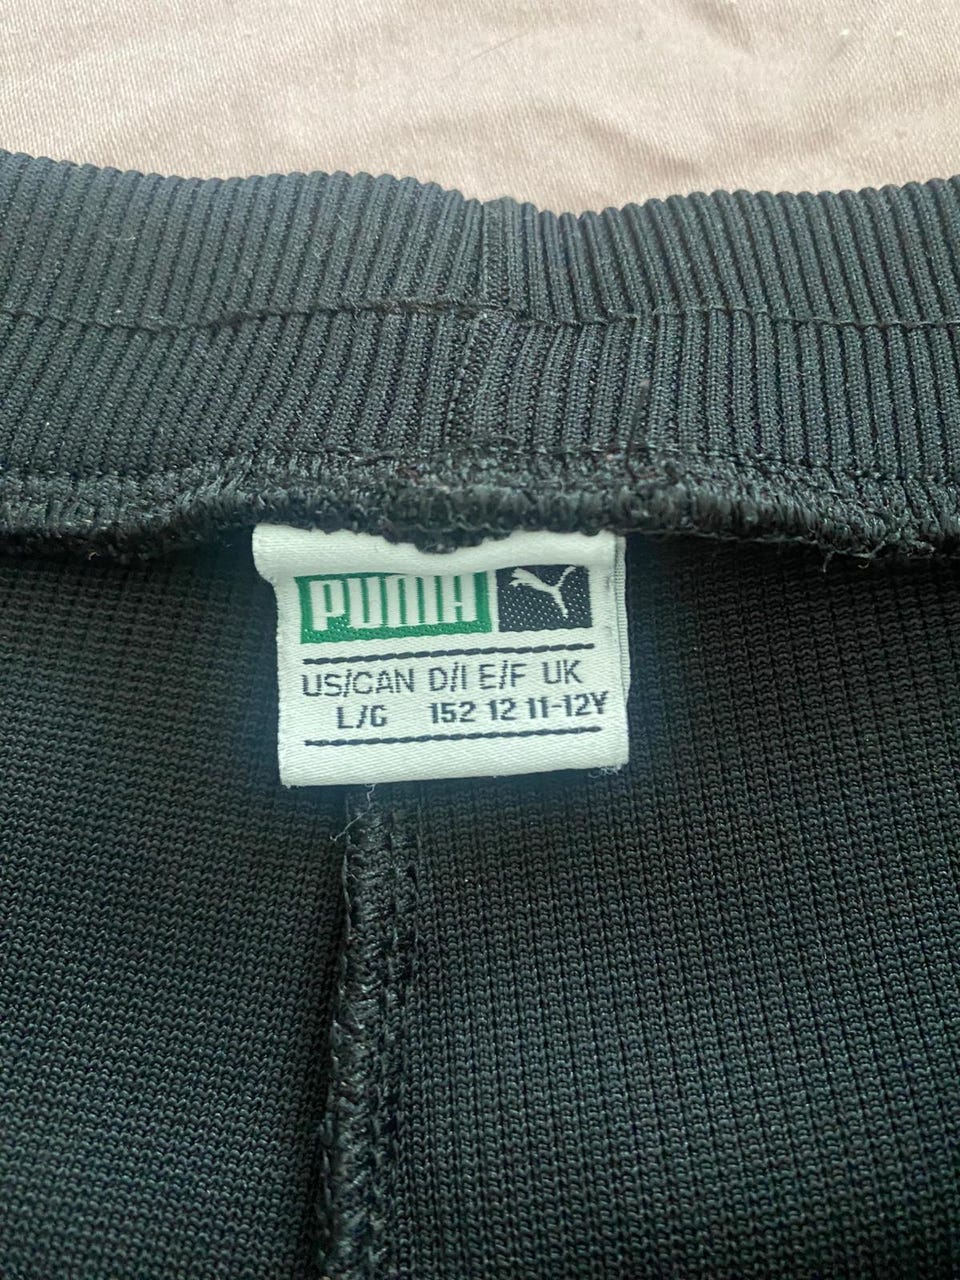 PUMA
US/CAN D/I E/F UK
L/G 152 12 11-12Y